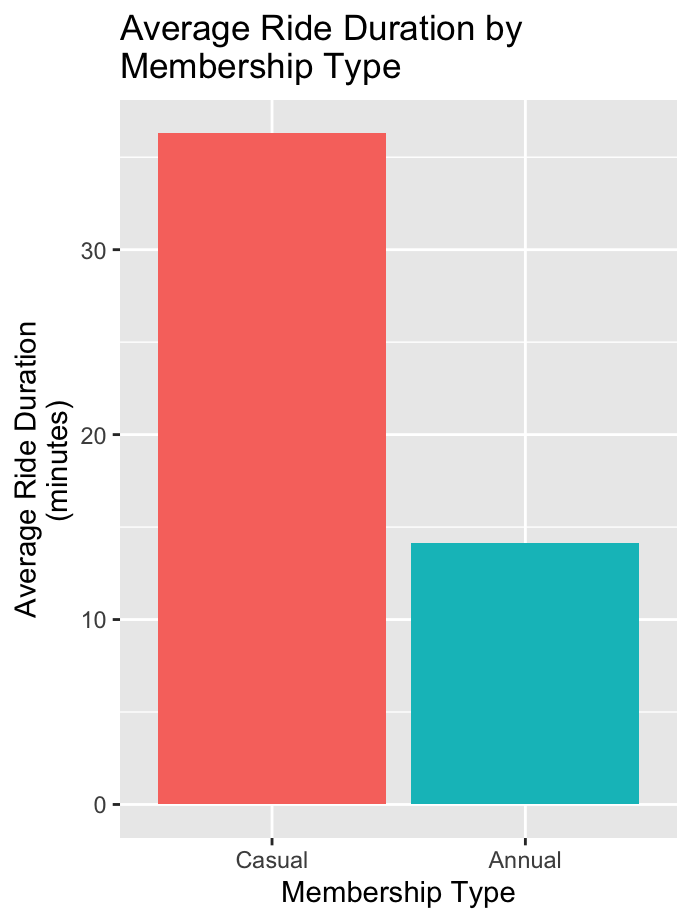 Average Ride Duration by
Membership Type
Average Ride Duration
(minutes)
30
20
10
0
Casual
Annual
Membership Type